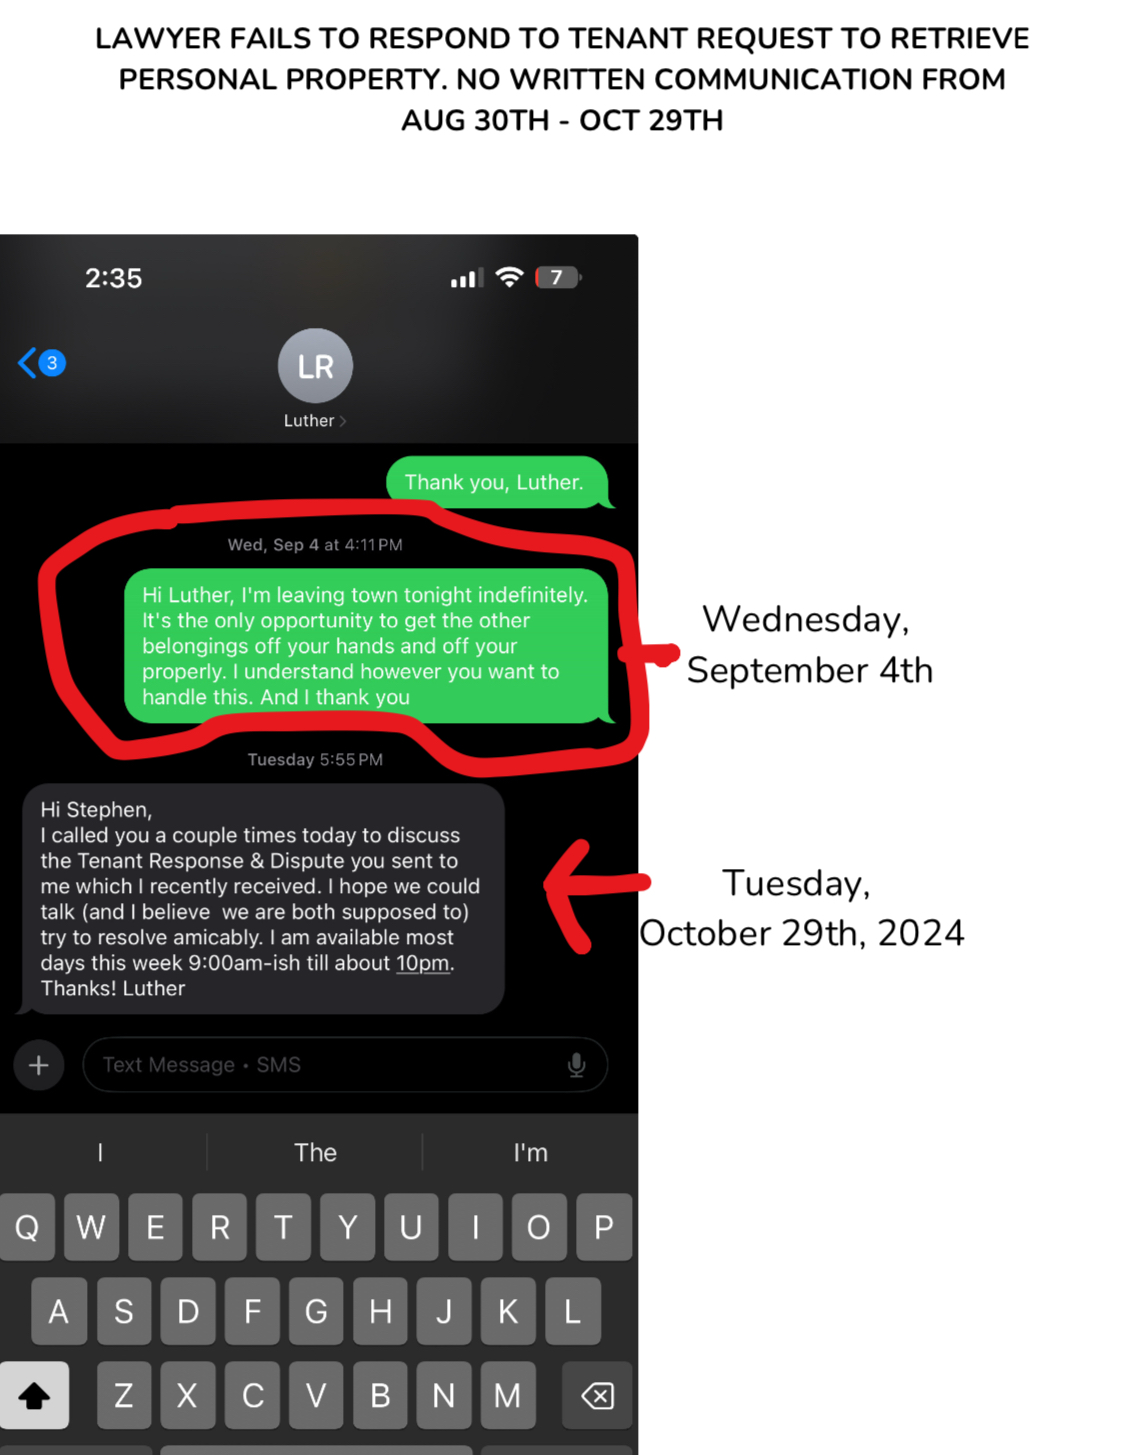 LAWYER FAILS TO RESPOND TO TENANT REQUEST TO RETRIEVE
PERSONAL PROPERTY. NO WRITTEN COMMUNICATION FROM
AUG 30TH - OCT 29TH
2:35
7
3
LR
Luther
Thank you, Luther.
Wed, Sep 4 at 4:11 PM
Hi Luther, I'm leaving town tonight indefinitely.
It's the only opportunity to get the other
belongings off your hands and off your
properly. I understand however you want to
handle this. And I thank you
Wednesday,
September 4th
Tuesday 5:55 PM
Hi Stephen,
I called you a couple times today to discuss
the Tenant Response & Dispute you sent to
me which I recently received. I hope we could
talk (and I believe  we are both supposed to)
try to resolve amicably. I am available most
days this week 9:00am-ish till about 10pm.
Thanks! Luther
Tuesday,
October 29th, 2024
Text Message • SMS
I The I'm
Q W E R T Y U I O P
A S D F G H J K L
Z X C V B N M